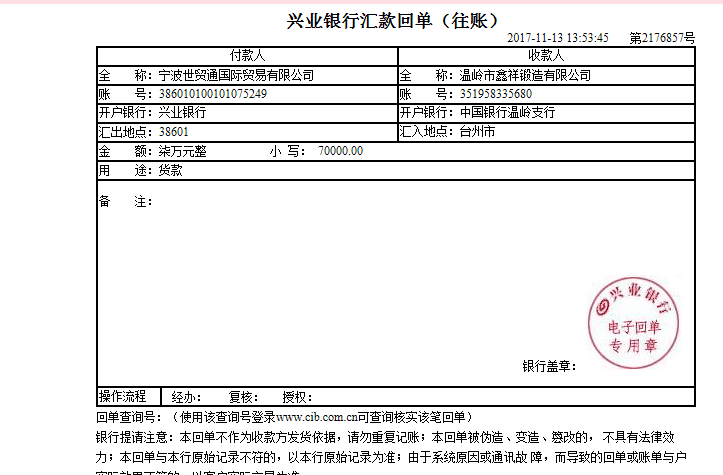 兴业银行汇款回单（往账）
2017-11-13 13:53:45 第2176857号
付款人 收款人
全 称：宁波世贸通国际贸易有限公司 全 称：温岭市鑫祥锻造有限公司
账 号：386010100101075249 账 号：351958335680
开户银行：兴业银行 开户银行：中国银行温岭支行
汇出地点：38601 汇入地点：台州市
金 额：柒万元整 小 写： 70000.00
用 途：货款
备 注：
兴业银行
电子回单
专用章
银行盖章：
操作流程 经办： 复核： 授权：
回单查询号：（使用该查询号登录www.cib.com.cn可查询核实该笔回单）
银行提请注意：本回单不作为收款方发货依据，请勿重复记账；本回单被伪造、变造、篡改的，不具有法律效
力；本回单与本行原始记录不符的，以本行原始记录为准；由于系统原因或通讯故障，而导致的回单或账单与户